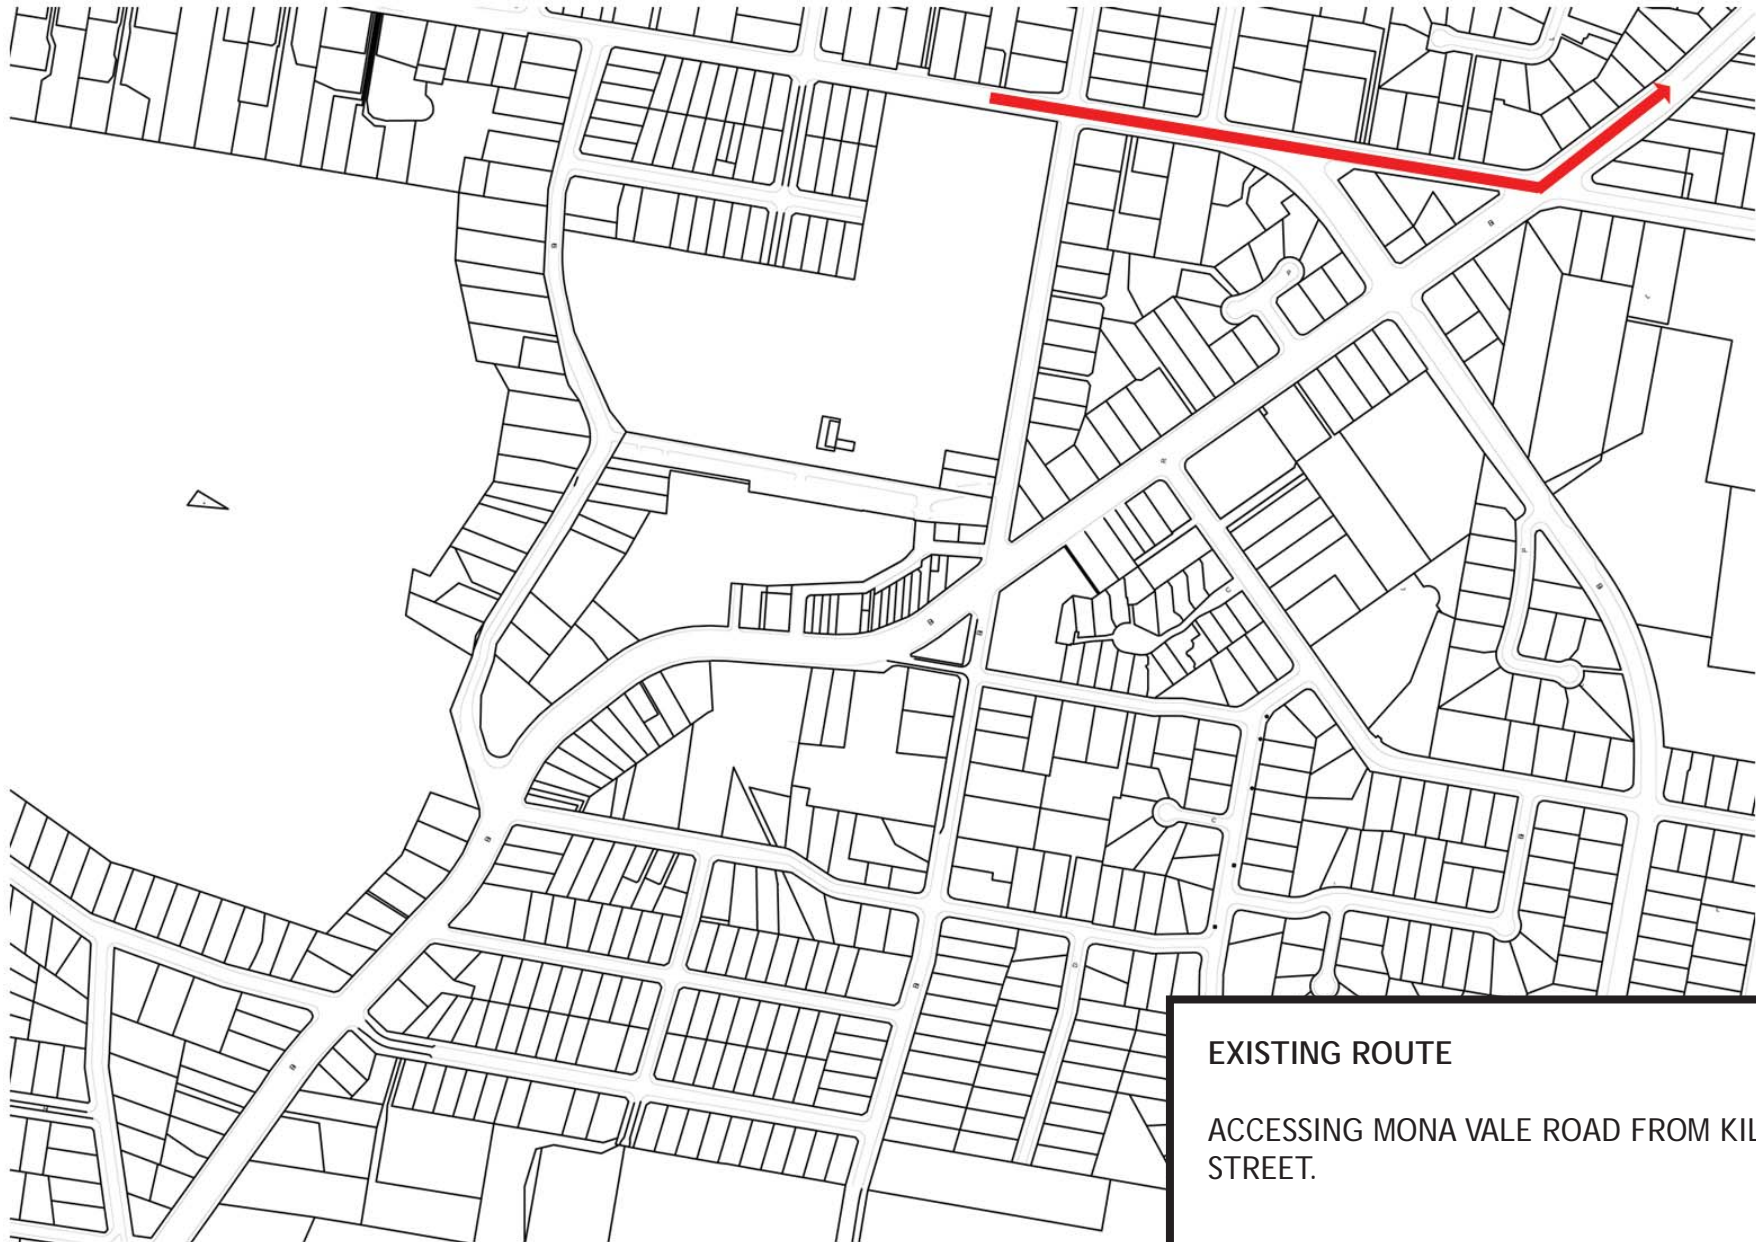 EXISTING ROUTE
ACCESSING MONA VALE ROAD FROM KIL
STREET.